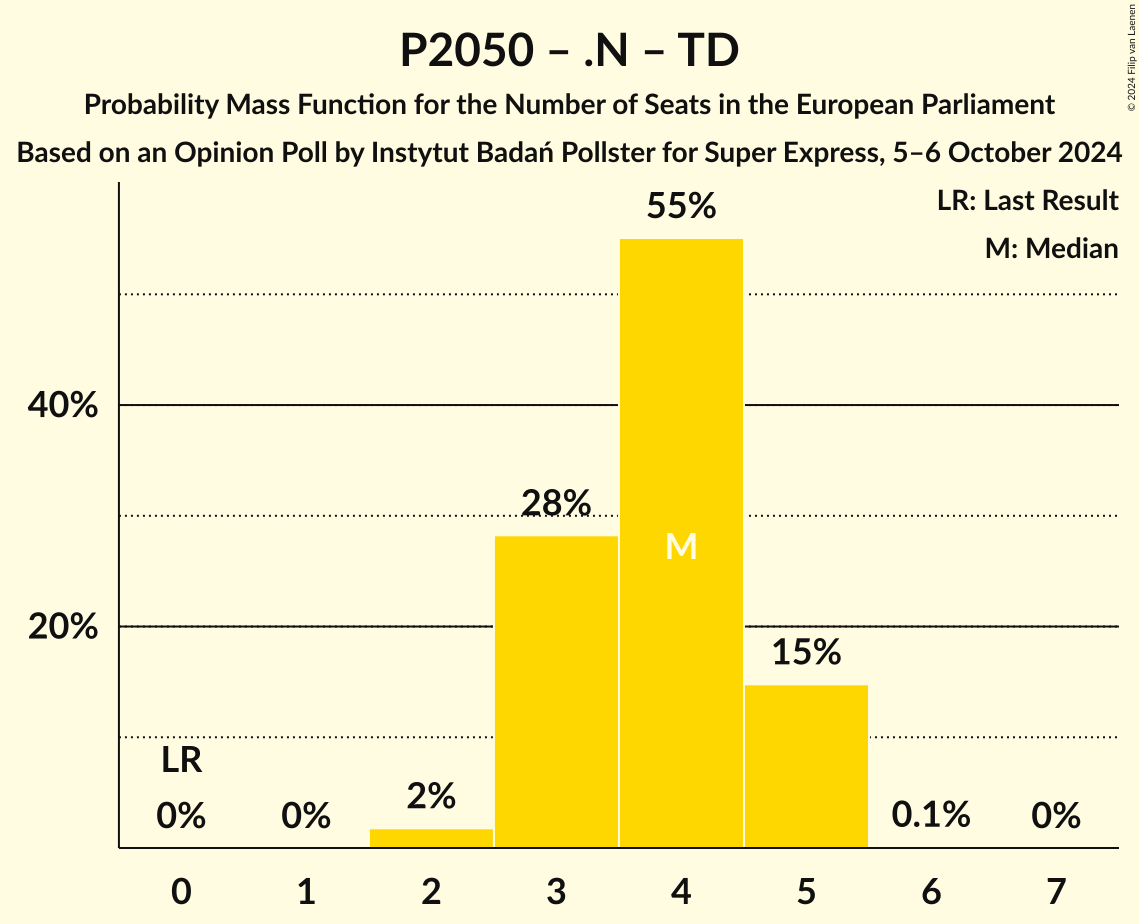 P2050 – .N – TD
Probability Mass Function for the Number of Seats in the European Parliament
Based on an Opinion Poll by Instytut Badań Pollster for Super Express, 5–6 October 2024
© 2024 Filip van Laenen
LR: Last Result
M: Median
55%
40%
28%
M
20%
15%
LR
0%
0%
2%
0.1%
0%
0
1
2
3
4
5
6
7